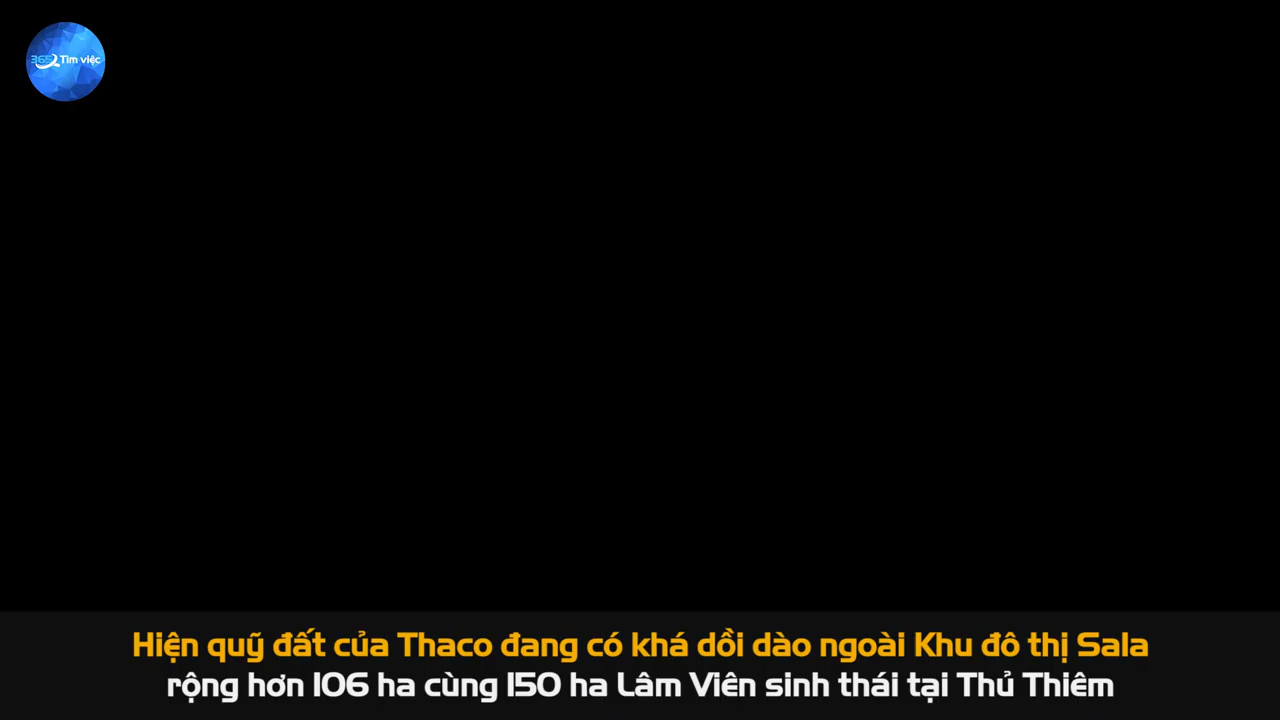 365 Tìm việc
Hiện quỹ đất của Thaco đang có khá dồi dào ngoài Khu đô thị Sala
rộng hơn 106 ha cùng 150 ha Lâm Viên sinh thái tại Thủ Thiêm